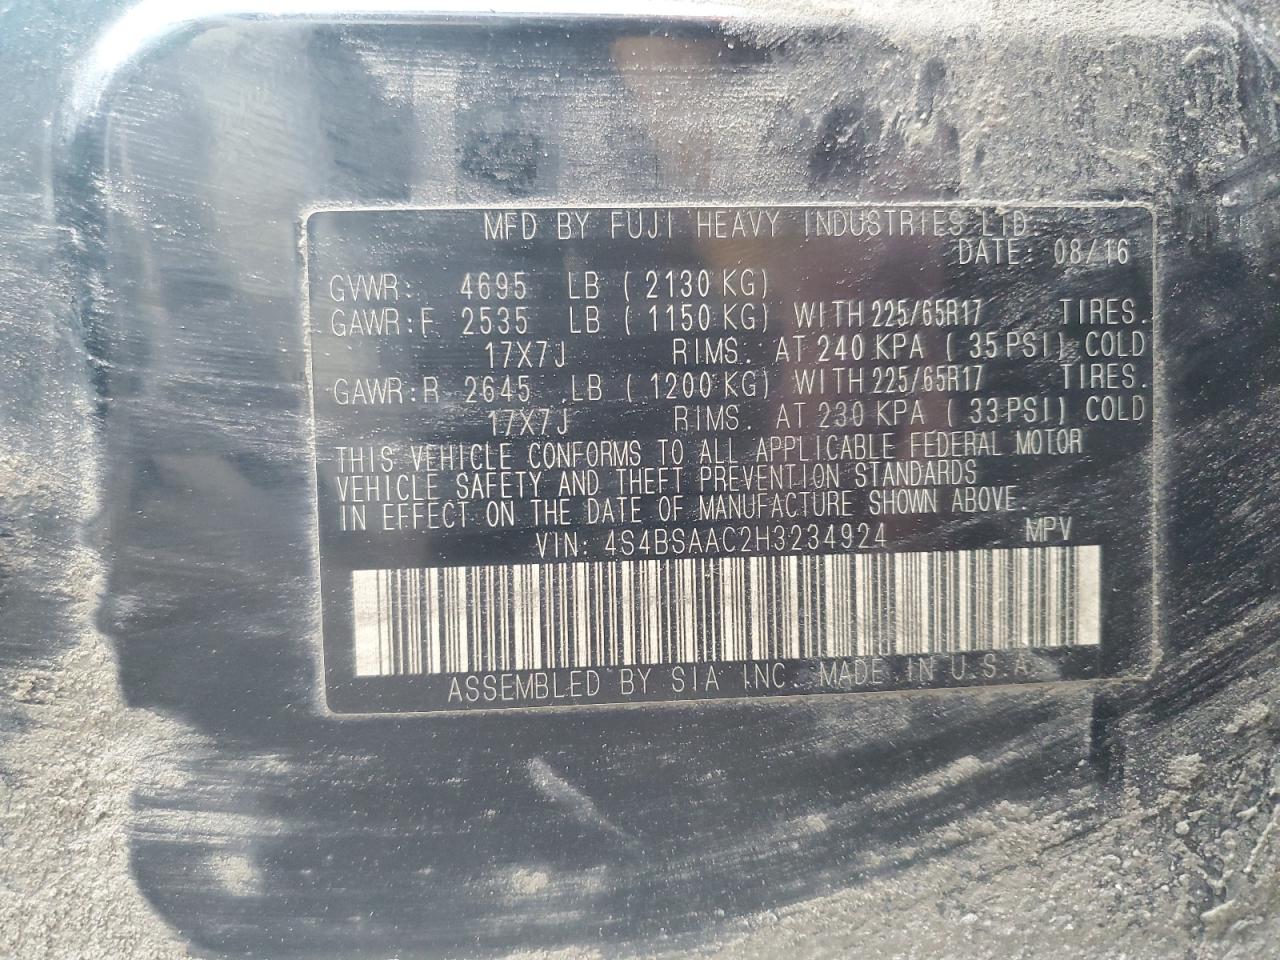 MFD BY FUJI HEAVY INDUSTRIES LTD.
DATE: 08/16
GVWR: 4695 LB ( 2130 KG)
GAWR:F 2535 LB ( 1150 KG) WITH 225/65R17 TIRES.
17X7J RIMS. AT 240 KPA ( 35 PSI) COLD
GAWR:R 2645 LB ( 1200 KG) WITH 225/65R17 TIRES.
17X7J RIMS. AT 230 KPA ( 33 PSI) COLD
THIS VEHICLE CONFORMS TO ALL APPLICABLE FEDERAL MOTOR
VEHICLE SAFETY AND THEFT PREVENTION STANDARDS
IN EFFECT ON THE DATE OF MANUFACTURE SHOWN ABOVE.
VIN: 4S4BSAAC2H3234924 MPV
ASSEMBLED BY SIA INC. MADE IN U.S.A.